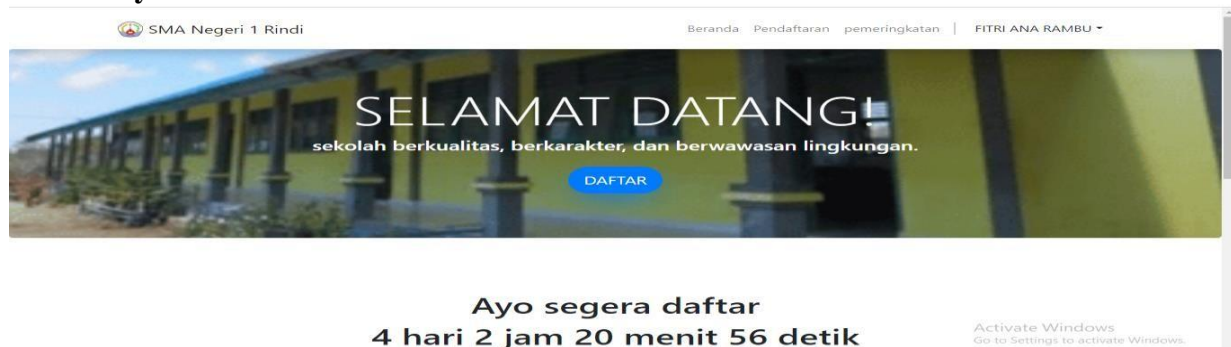 SMA Negeri 1 Rindi
Beranda Pendaftaran pemeringkatan | FITRI ANA RAMBU
SELAMAT DATANG!
sekolah berkualitas, berkarakter, dan berwawasan lingkungan.
DAFTAR
Ayo segera daftar
4 hari 2 jam 20 menit 56 detik
Activate Windows
Go to Settings to activate Windows.